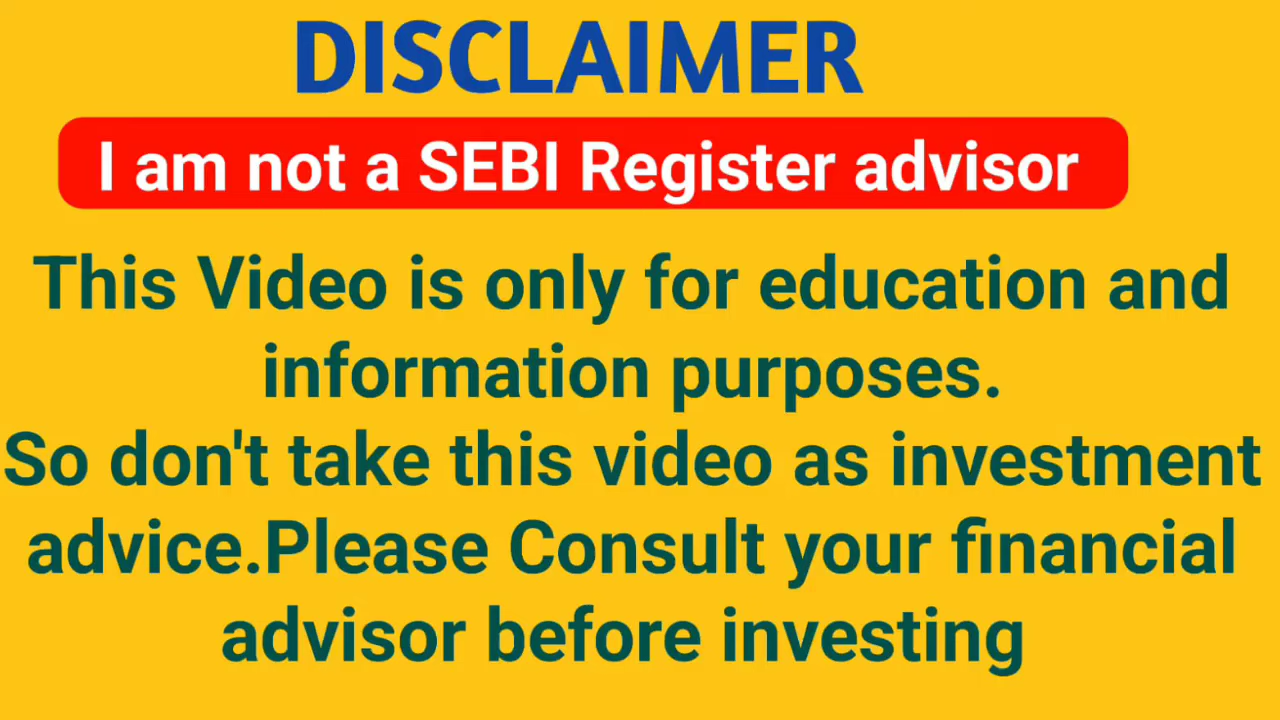 DISCLAIMER
I am not a SEBI Register advisor
This Video is only for education and
information purposes.
So don't take this video as investment
advice.Please Consult your financial
advisor before investing